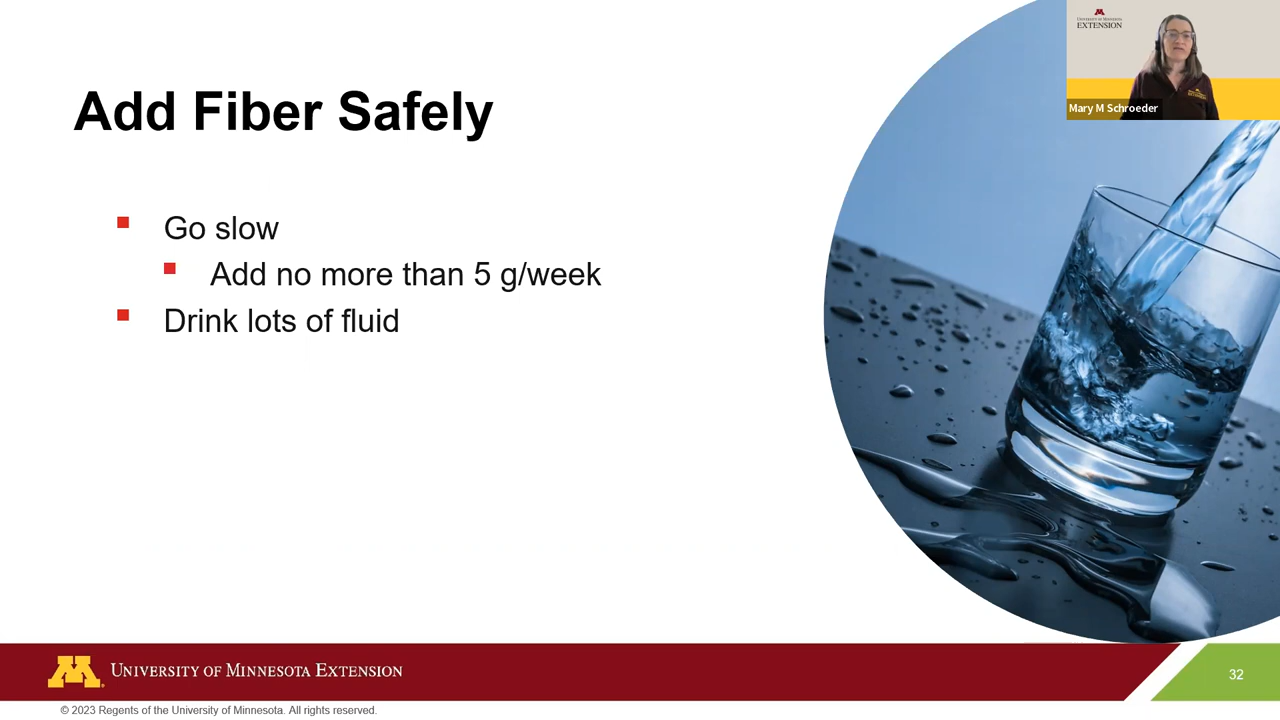 UNIVERSITY OF MINNESOTA
EXTENSION
Mary M Schroeder
Add Fiber Safely
Go slow
Add no more than 5 g/week
Drink lots of fluid
UNIVERSITY OF MINNESOTA EXTENSION
32
© 2023 Regents of the University of Minnesota. All rights reserved.